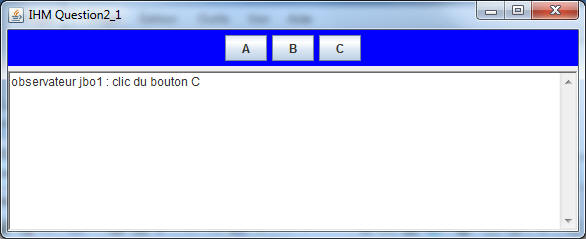 IHM Question2_1
A B C
observateur jbo1 : clic du bouton C